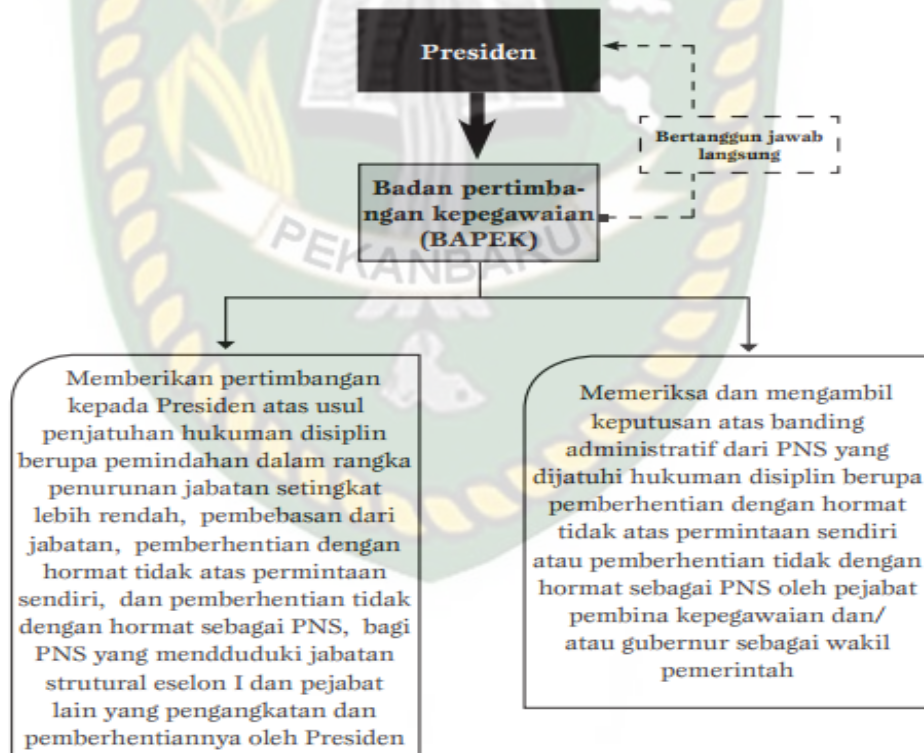 Presiden
Bertanggun jawab
langsung
Badan pertimba-
ngan kepegawaian
(BAPEK)
PEKANBARU
Memberikan pertimbangan
kepada Presiden atas usul
penjatuhan hukuman disiplin
berupa pemindahan dalam rangka
penurunan jabatan setingkat
lebih rendah, pembebasan dari
jabatan, pemberhentian dengan
hormat tidak atas permintaan
sendiri, dan pemberhentian tidak
dengan hormat sebagai PNS, bagi
PNS yang mendduduki jabatan
strutural eselon I dan pejabat
lain yang pengangkatan dan
pemberhentiannya oleh Presiden
Memeriksa dan mengambil
keputusan atas banding
administratif dari PNS yang
dijatuhi hukuman disiplin berupa
pemberhentian dengan hormat
tidak atas permintaan sendiri
atau pemberhentian tidak dengan
hormat sebagai PNS oleh pejabat
pembina kepegawaian dan/
atau gubernur sebagai wakil
pemerintah